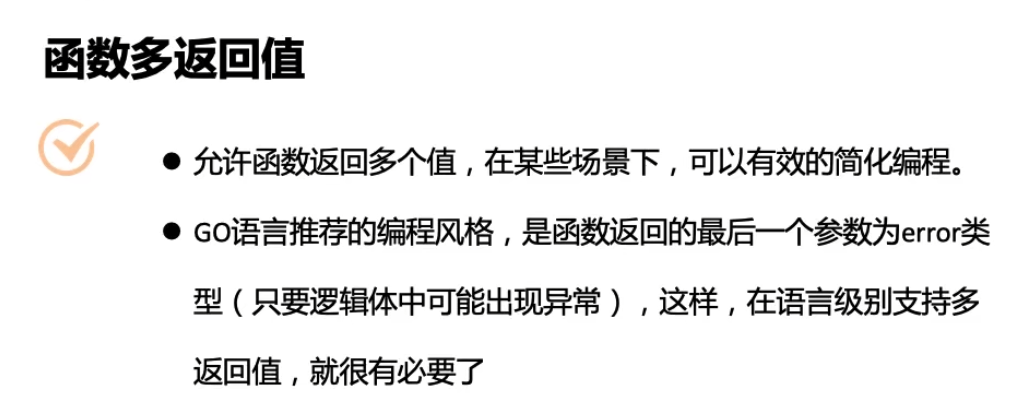 函数多返回值
● 允许函数返回多个值，在某些场景下，可以有效的简化编程。
● GO语言推荐的编程风格，是函数返回的最后一个参数为error类
型（只要逻辑体中可能出现异常），这样，在语言级别支持多
返回值，就很有必要了